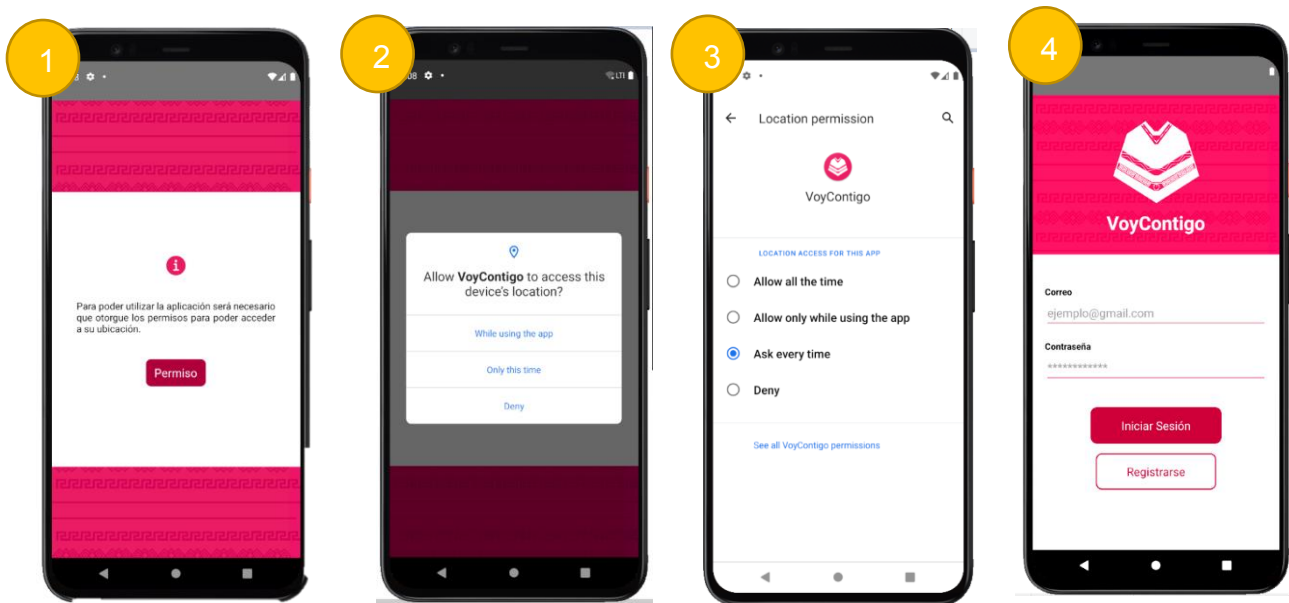 1
Para poder utilizar la aplicación será necesario
que otorgue los permisos para poder acceder
a su ubicación.
Permiso
2
08
LTE
Allow VoyContigo to access this
device's location?
While using the app
Only this time
Deny
3
Location permission
VoyContigo
LOCATION ACCESS FOR THIS APP
Allow all the time
Allow only while using the app
Ask every time
Deny
See all VoyContigo permissions
4
VoyContigo
Correo
ejemplo@gmail.com
Contraseña
************
Iniciar Sesión
Registrarse